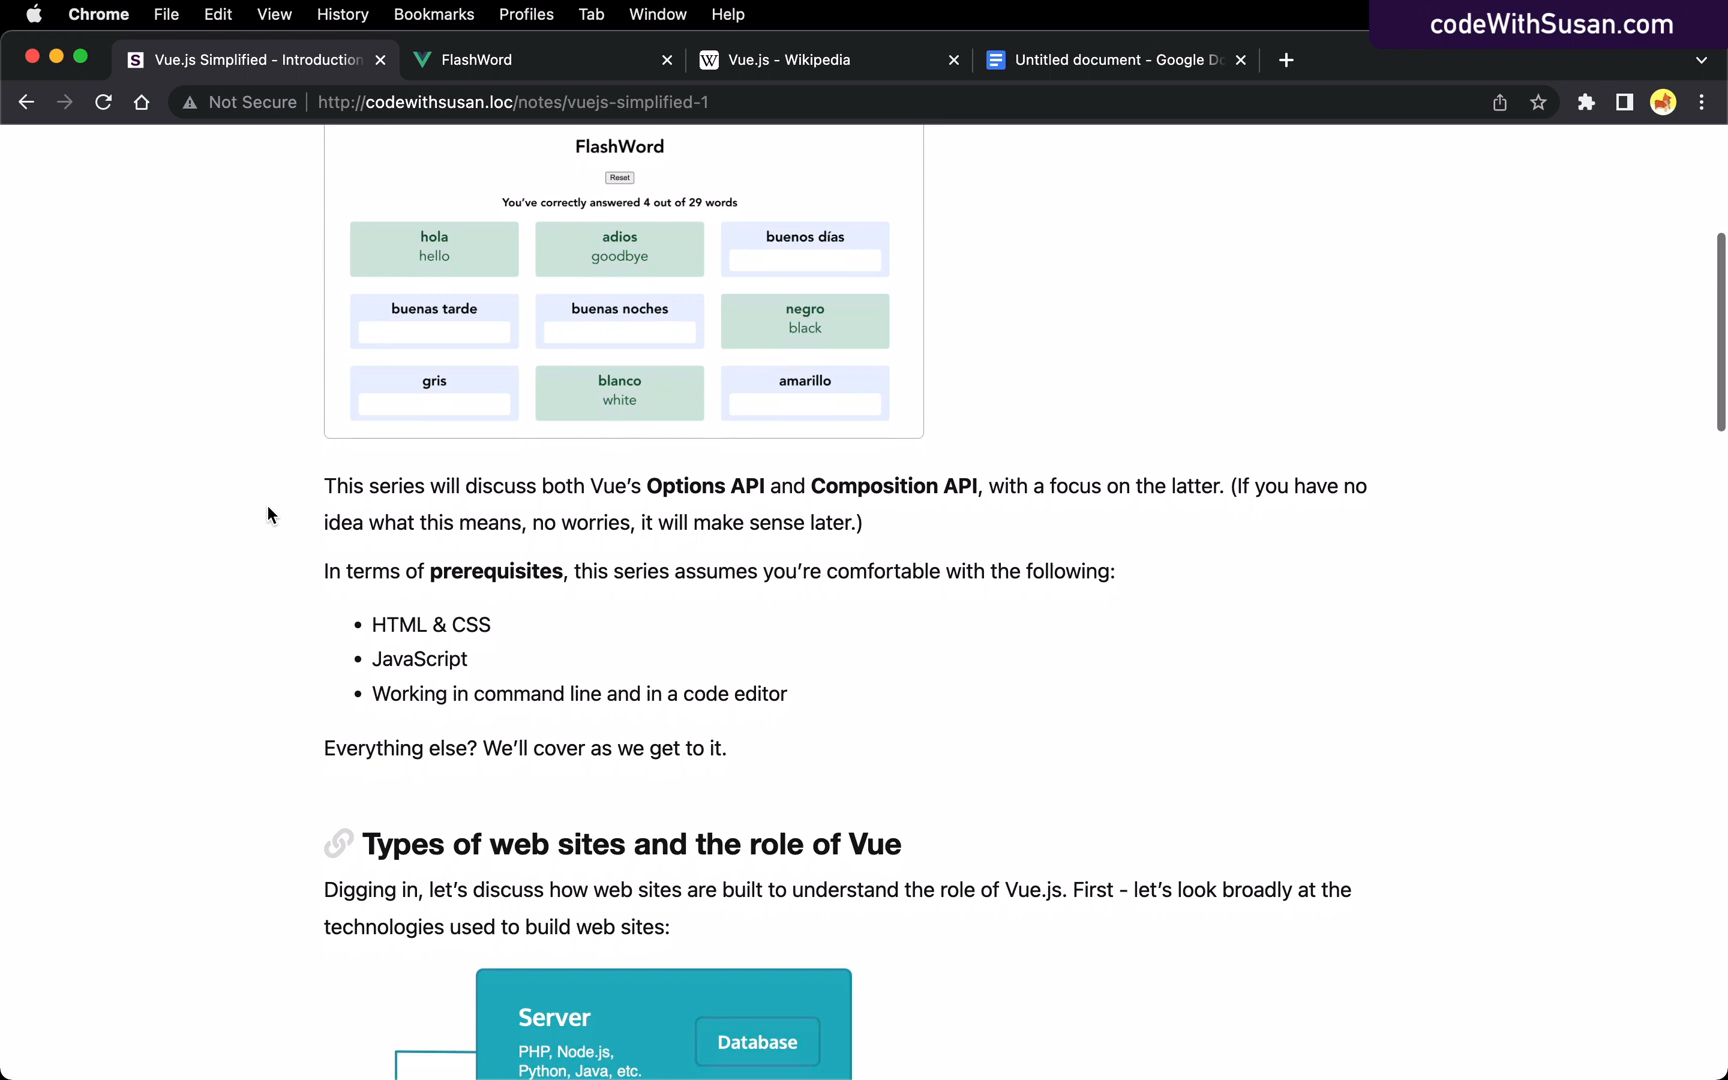 Chrome File Edit View History Bookmarks Profiles Tab Window Help
codeWithSusan.com
Vue.js Simplified - Introduction
FlashWord
Vue.js - Wikipedia
Untitled document - Google Do
Not Secure http://codewithsusan.loc/notes/vuejs-simplified-1
FlashWord
Reset
You've correctly answered 4 out of 29 words
hola
hello
adios
goodbye
buenos días
buenas tarde
buenas noches
negro
black
gris
blanco
white
amarillo
This series will discuss both Vue's Options API and Composition API, with a focus on the latter. (If you have no
idea what this means, no worries, it will make sense later.)
In terms of prerequisites, this series assumes you're comfortable with the following:
• HTML & CSS
• JavaScript
• Working in command line and in a code editor
Everything else? We'll cover as we get to it.
Types of web sites and the role of Vue
Digging in, let's discuss how web sites are built to understand the role of Vue.js. First - let's look broadly at the
technologies used to build web sites:
Server
Database
PHP, Node.js,
Python, Java, etc.